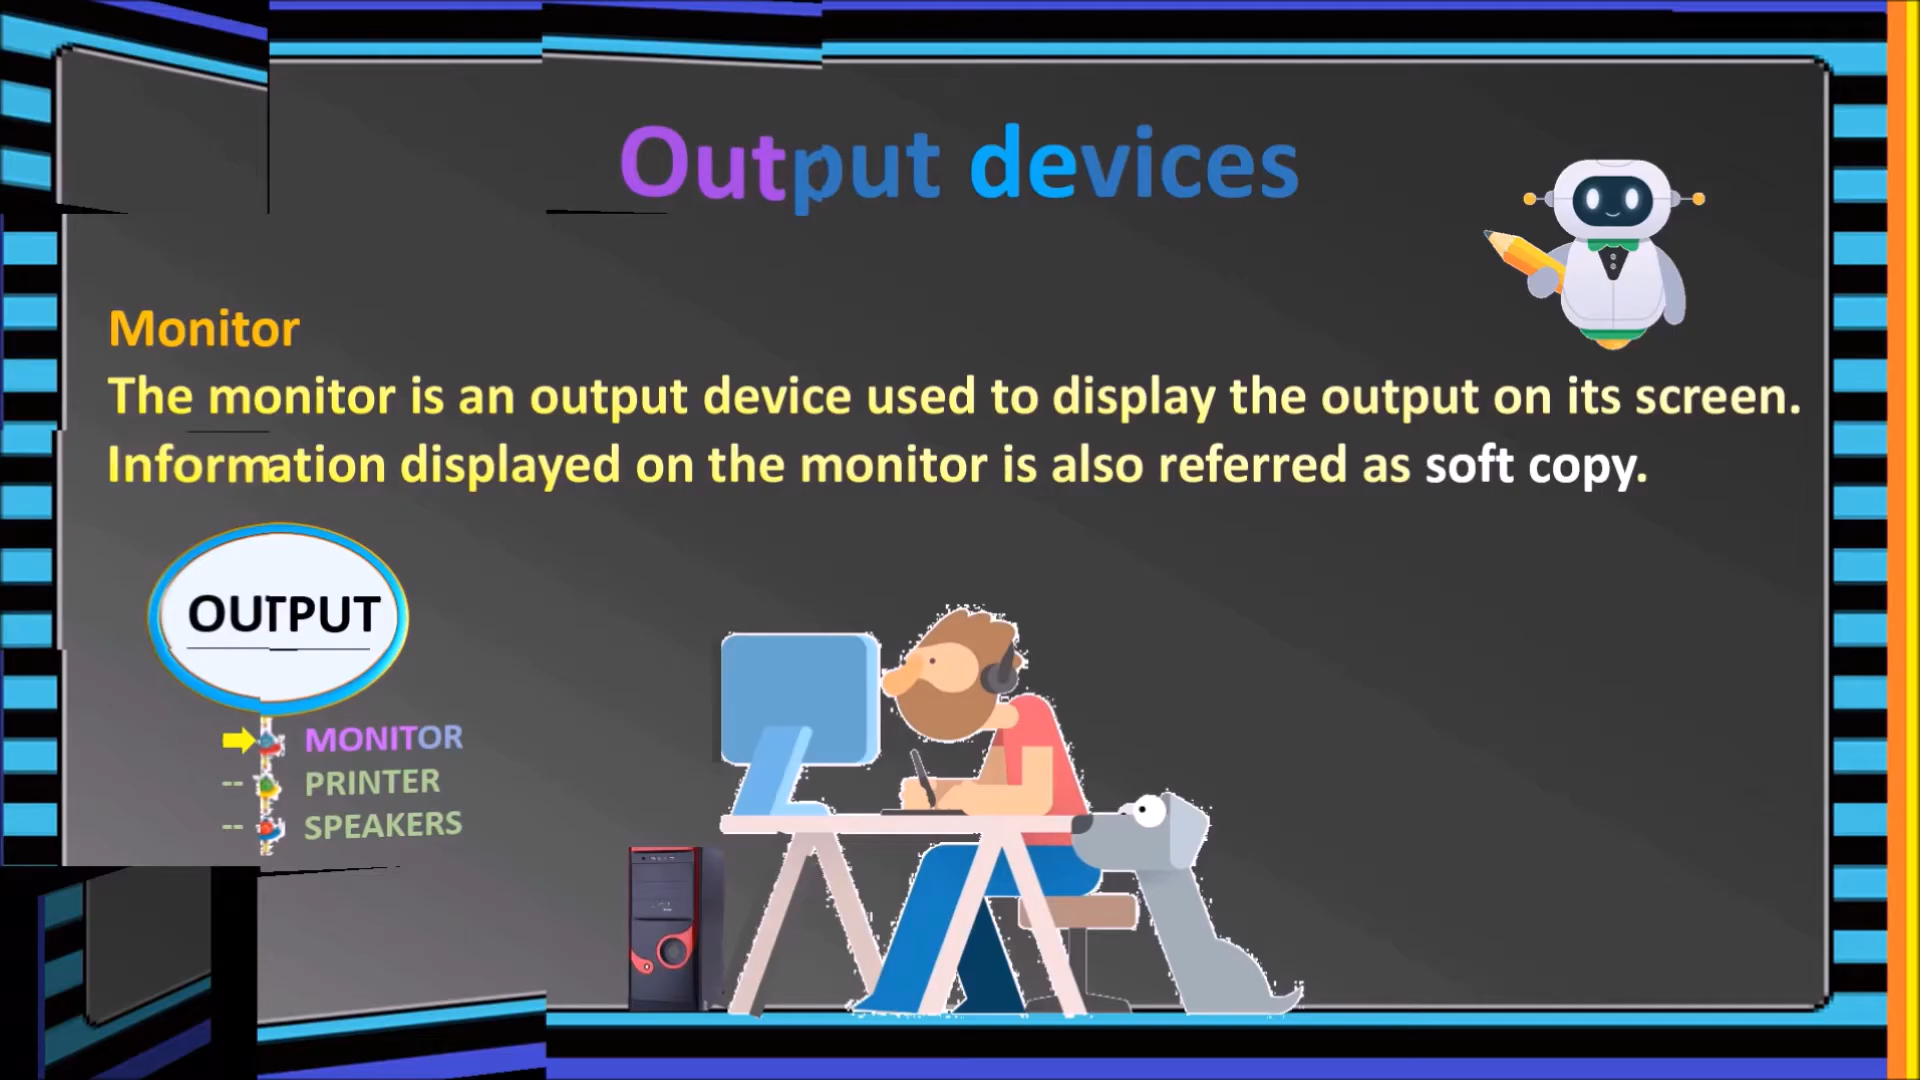 Output devices
Monitor
The monitor is an output device used to display the output on its screen.
Information displayed on the monitor is also referred as soft copy.
OUTPUT
MONITOR
-- PRINTER
-- SPEAKERS